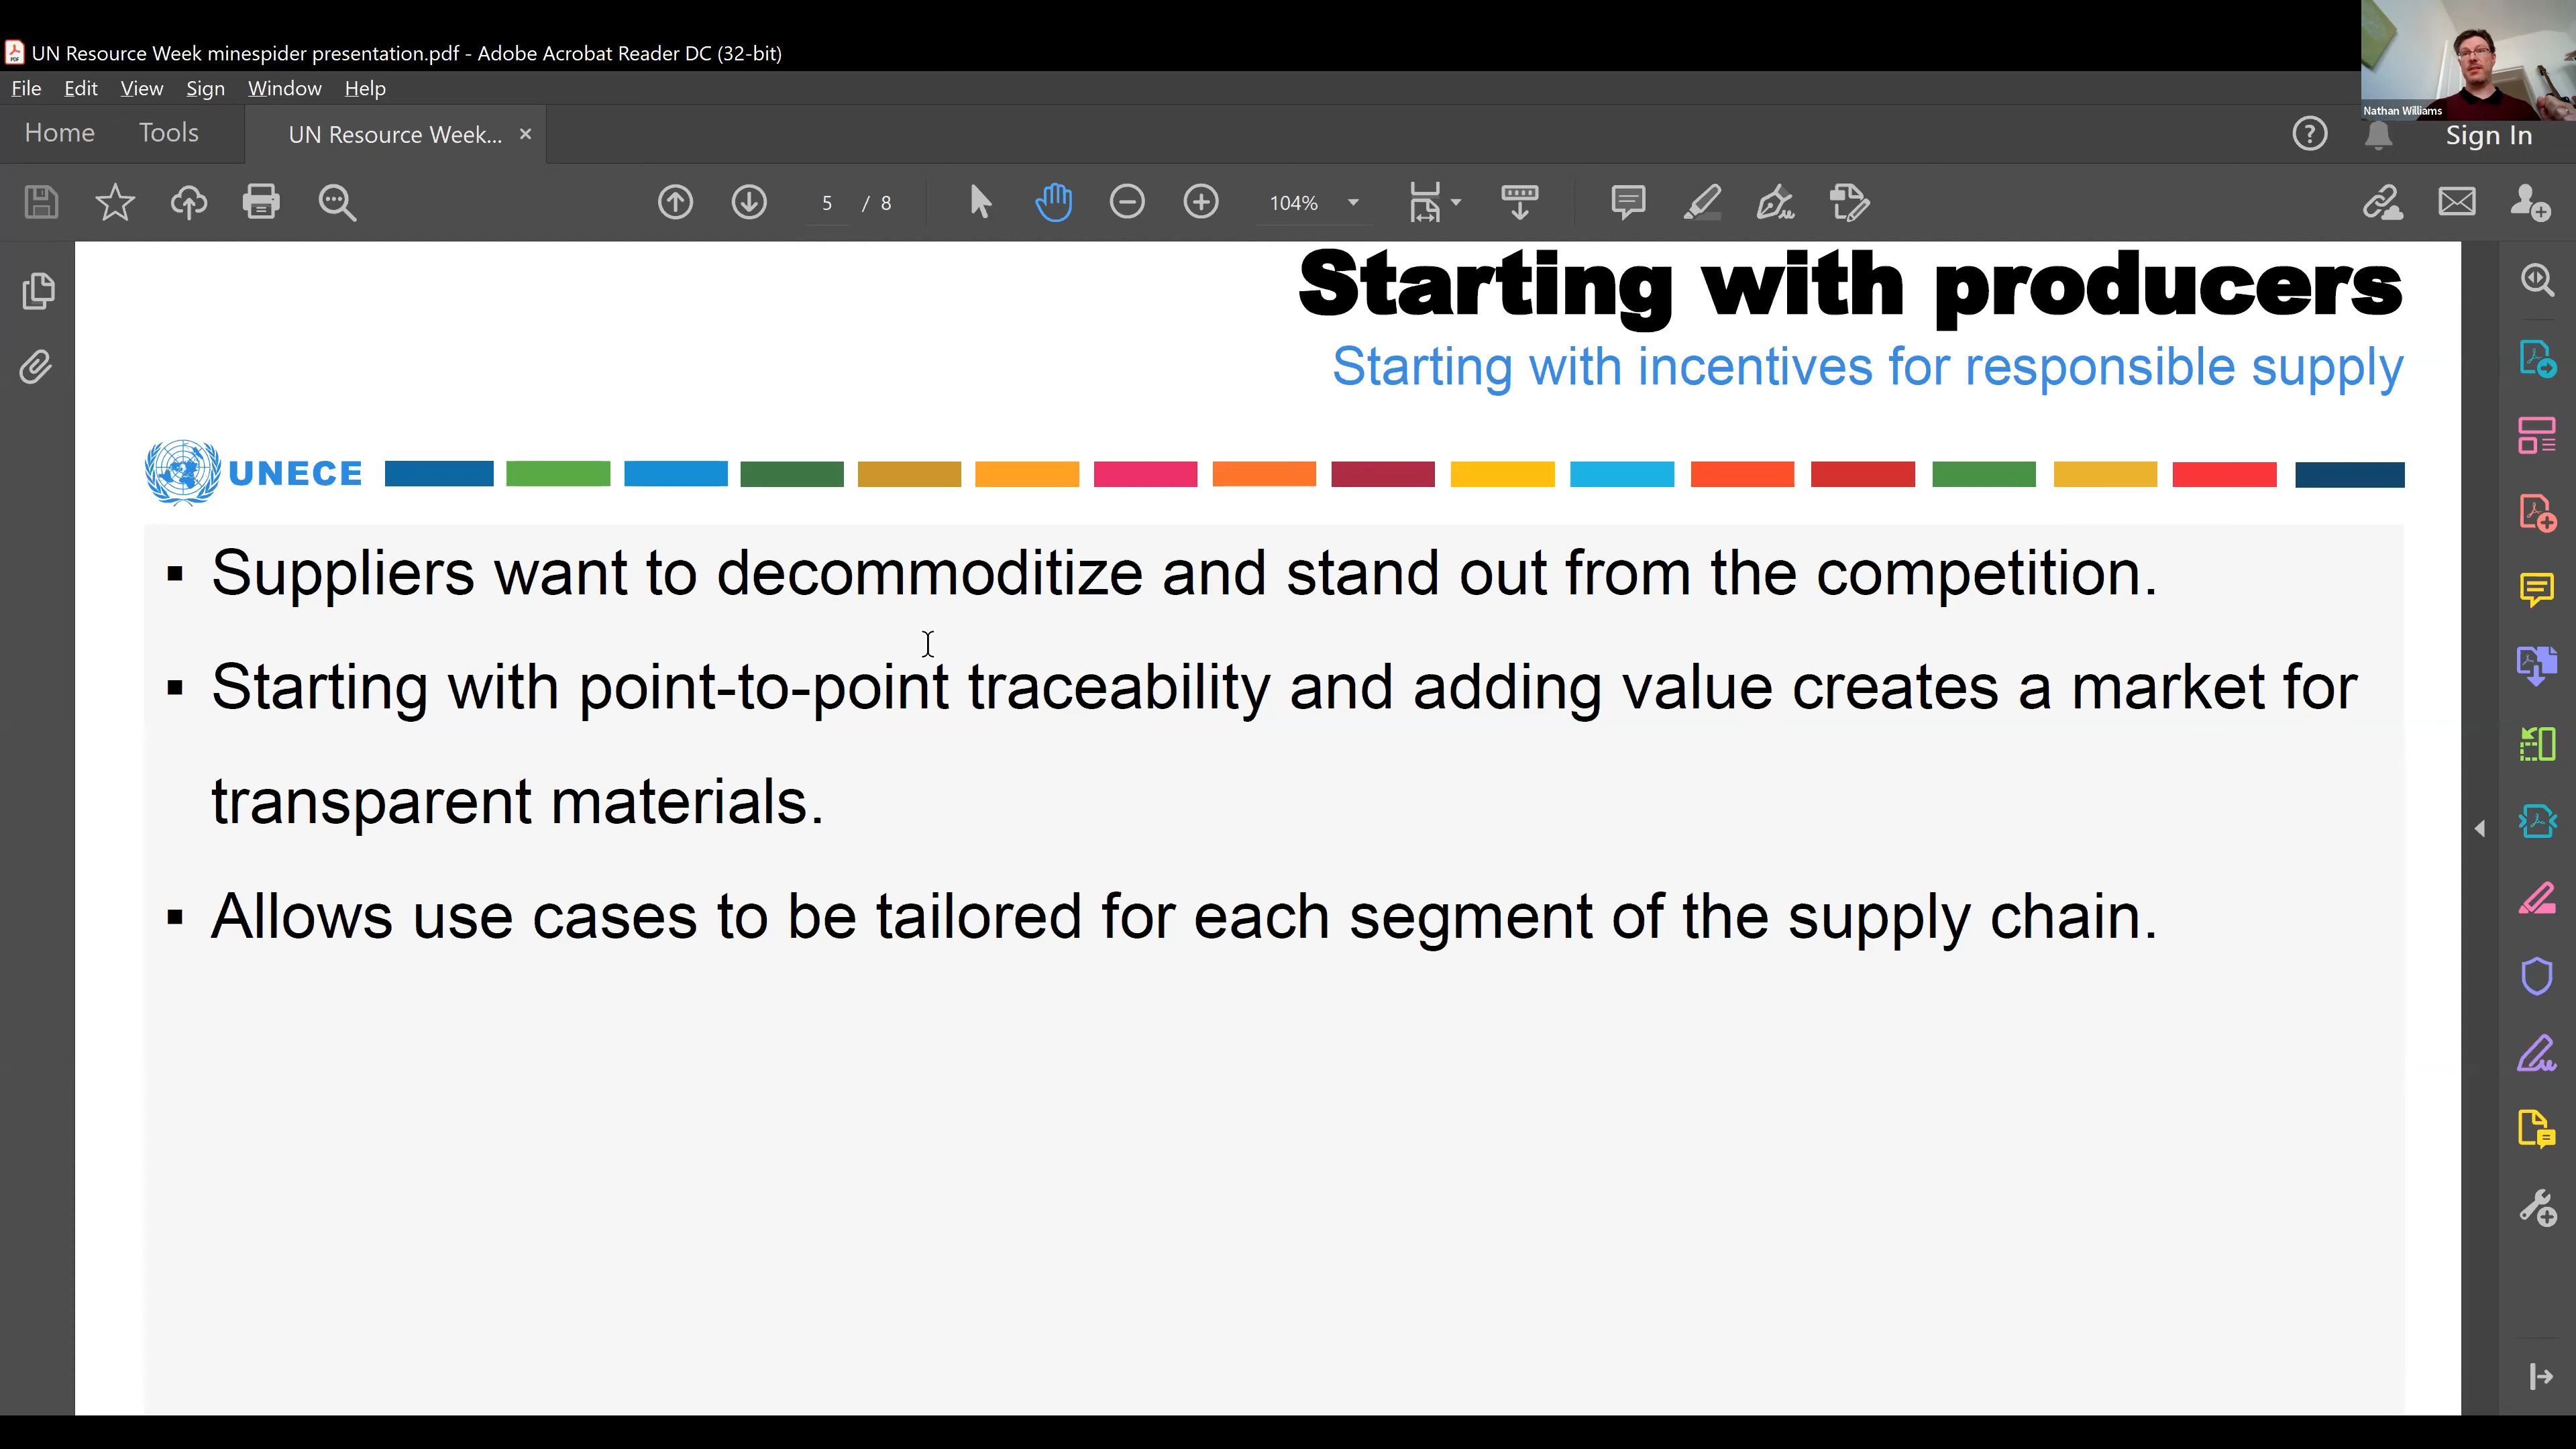 UN Resource Week minespider presentation.pdf - Adobe Acrobat Reader DC (32-bit)
Nathan Williams
File Edit View Sign Window Help
Home Tools UN Resource Week... × ? Sign In
5 / 8 104%
Starting with producers
Starting with incentives for responsible supply
UNECE
▪ Suppliers want to decommoditize and stand out from the competition.
▪ Starting with point-to-point traceability and adding value creates a market for
transparent materials.
▪ Allows use cases to be tailored for each segment of the supply chain.